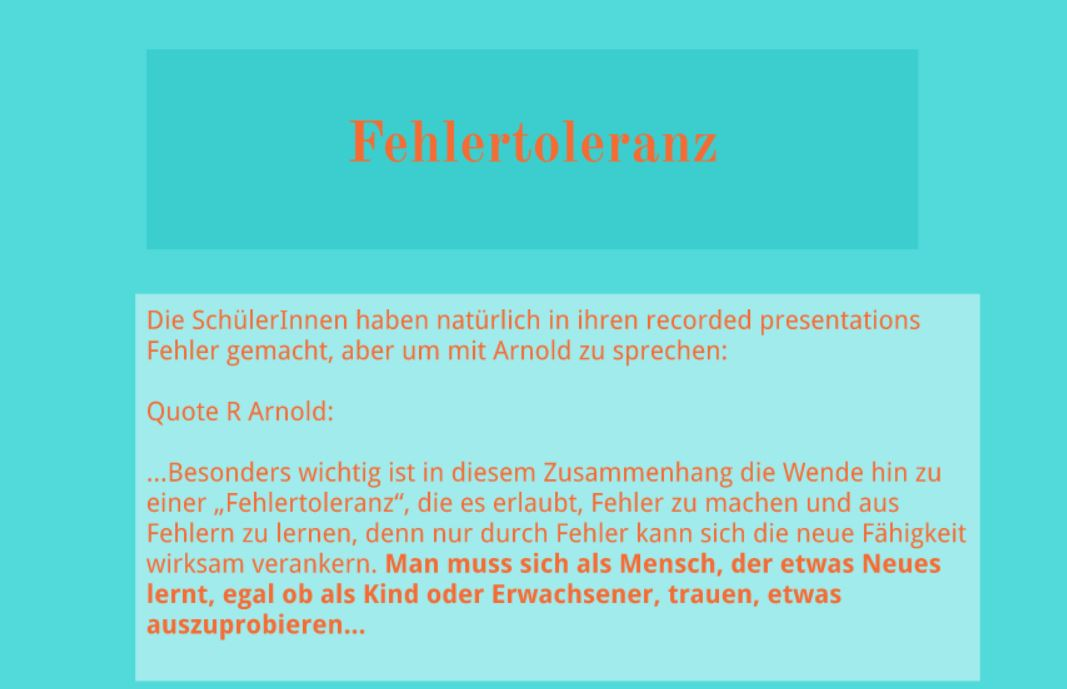 Fehlertoleranz
Die SchülerInnen haben natürlich in ihren recorded presentations
Fehler gemacht, aber um mit Arnold zu sprechen:
Quote R Arnold:
...Besonders wichtig ist in diesem Zusammenhang die Wende hin zu
einer „Fehlertoleranz“, die es erlaubt, Fehler zu machen und aus
Fehlern zu lernen, denn nur durch Fehler kann sich die neue Fähigkeit
wirksam verankern. Man muss sich als Mensch, der etwas Neues
lernt, egal ob als Kind oder Erwachsener, trauen, etwas
auszuprobieren...